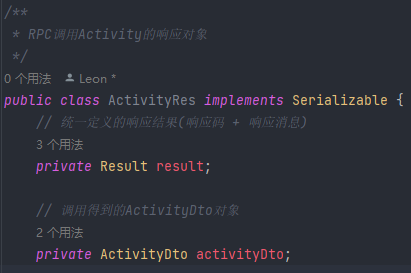 /**
 * RPC调用Activity的响应对象
 */
0 个用法 Leon *
public class ActivityRes implements Serializable {
// 统一定义的响应结果(响应码 + 响应消息)
3 个用法
private Result result;
// 调用得到的ActivityDto对象
2 个用法
private ActivityDto activityDto;